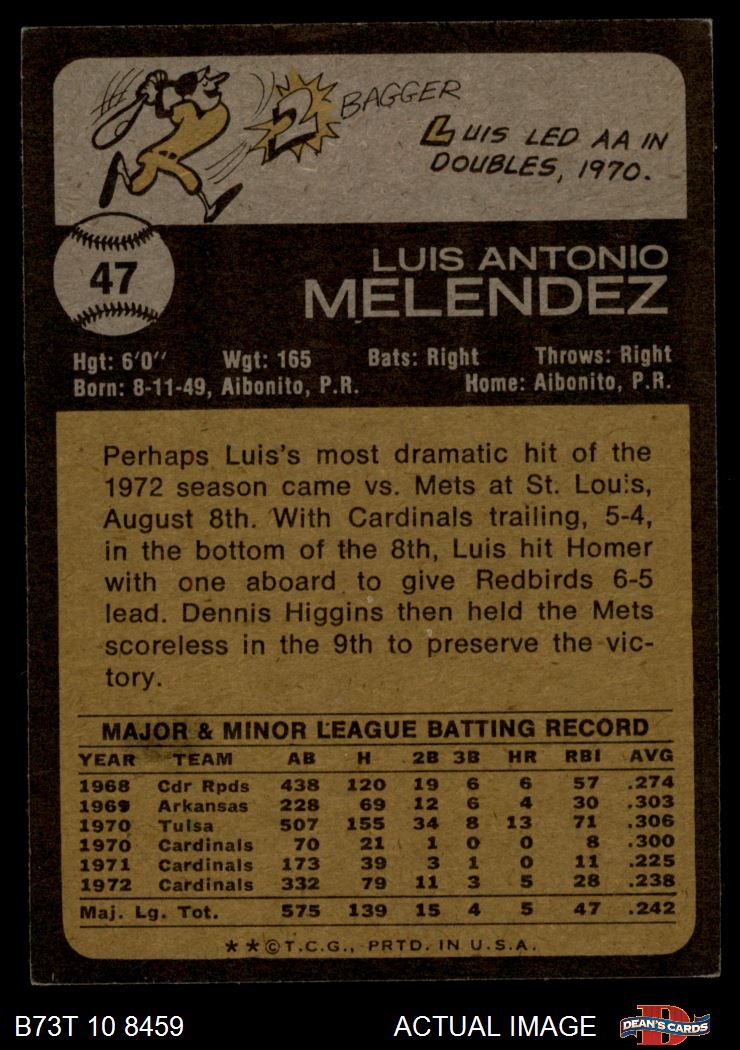 2 BAGGER
LUIS LED AA IN
DOUBLES, 1970.
47
LUIS ANTONIO
MELENDEZ
Hgt: 6'0" Wgt: 165 Bats: Right Throws: Right
Born: 8-11-49, Aibonito, P.R. Home: Aibonito, P.R.
Perhaps Luis's most dramatic hit of the
1972 season came vs. Mets at St. Louis,
August 8th. With Cardinals trailing, 5-4,
in the bottom of the 8th, Luis hit Homer
with one aboard to give Redbirds 6-5
lead. Dennis Higgins then held the Mets
scoreless in the 9th to preserve the vic-
tory.
MAJOR & MINOR LEAGUE BATTING RECORD
YEAR TEAM AB H 2B 3B HR RBI AVG
1968 Cdr Rpds 438 120 19 6 6 57 .274
1969 Arkansas 228 69 12 6 4 30 .303
1970 Tulsa 507 155 34 8 13 71 .306
1970 Cardinals 70 21 1 0 0 8 .300
1971 Cardinals 173 39 3 1 0 11 .225
1972 Cardinals 332 79 11 3 5 28 .238
Maj. Lg. Tot. 575 139 15 4 5 47 .242
★★©T.C.G., PRTD. IN U.S.A.
B73T 10 8459 ACTUAL IMAGE D DEAN'S CARDS